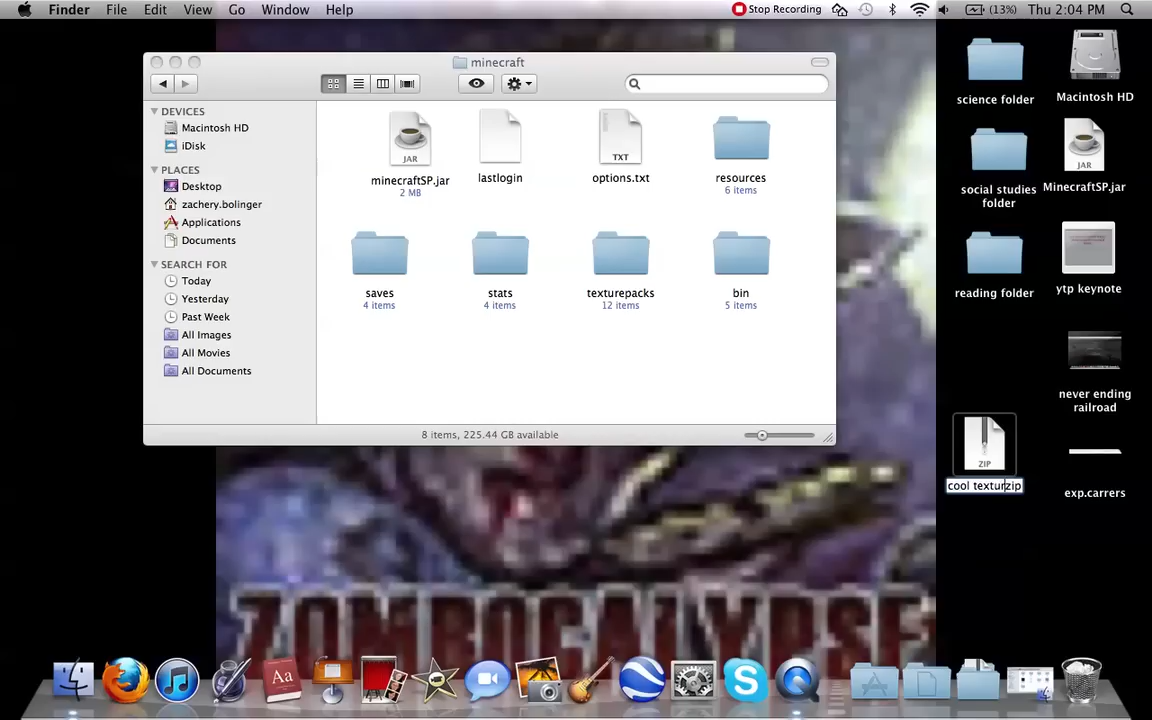 Finder File Edit View Go Window Help Stop Recording (13%) Thu 2:04 PM
minecraft
DEVICES
Macintosh HD
iDisk
PLACES
Desktop
zachery.bolinger
Applications
Documents
SEARCH FOR
Today
Yesterday
Past Week
All Images
All Movies
All Documents
JAR
minecraftSP.jar
2 MB
lastlogin
TXT
options.txt
resources
6 items
saves
4 items
stats
4 items
texturepacks
12 items
bin
5 items
8 items, 225.44 GB available
science folder
Macintosh HD
social studies
folder
JAR
MinecraftSP.jar
reading folder
ytp keynote
never ending
railroad
ZIP
cool texturzip
exp.carrers
ZOMBOCALYPSE
Aa